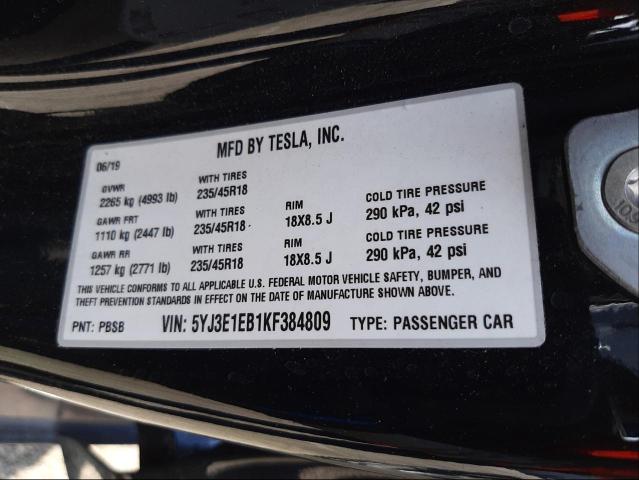 MFD BY TESLA, INC.
06/19
GVWR WITH TIRES
2265 kg (4993 lb) 235/45R18
GAWR FRT WITH TIRES RIM COLD TIRE PRESSURE
1110 kg (2447 lb) 235/45R18 18X8.5 J 290 kPa, 42 psi
GAWR RR WITH TIRES RIM COLD TIRE PRESSURE
1257 kg (2771 lb) 235/45R18 18X8.5 J 290 kPa, 42 psi
THIS VEHICLE CONFORMS TO ALL APPLICABLE U.S. FEDERAL MOTOR VEHICLE SAFETY, BUMPER, AND
THEFT PREVENTION STANDARDS IN EFFECT ON THE DATE OF MANUFACTURE SHOWN ABOVE.
PNT: PBSB VIN: 5YJ3E1EB1KF384809 TYPE: PASSENGER CAR